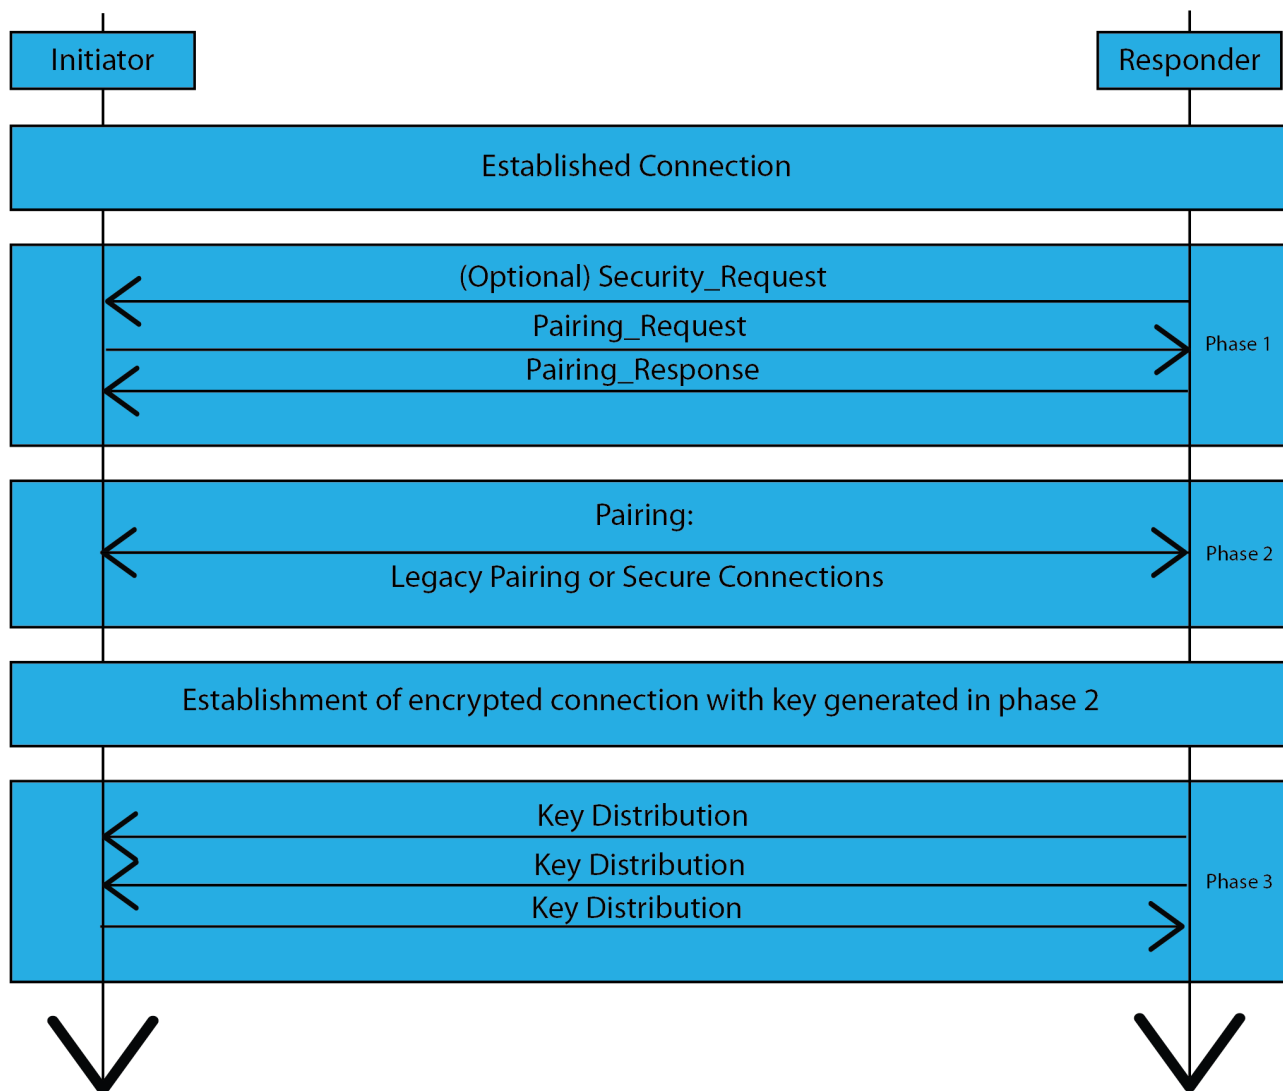 Initiator
Responder
Established Connection
(Optional) Security_Request
Pairing_Request
Phase 1
Pairing_Response
Pairing:
Phase 2
Legacy Pairing or Secure Connections
Establishment of encrypted connection with key generated in phase 2
Key Distribution
Key Distribution
Phase 3
Key Distribution